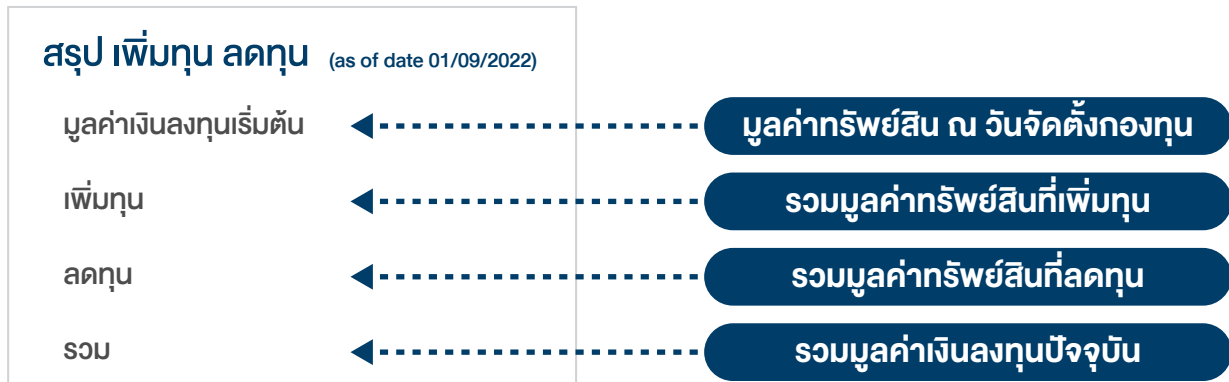 สรุป เพิ่มทุน ลดทุน (as of date 01/09/2022)
มูลค่าเงินลงทุนเริ่มต้น มูลค่าทรัพย์สิน ณ วันจัดตั้งกองทุน
เพิ่มทุน รวมมูลค่าทรัพย์สินที่เพิ่มทุน
ลดทุน รวมมูลค่าทรัพย์สินที่ลดทุน
รวม รวมมูลค่าเงินลงทุนปัจจุบัน